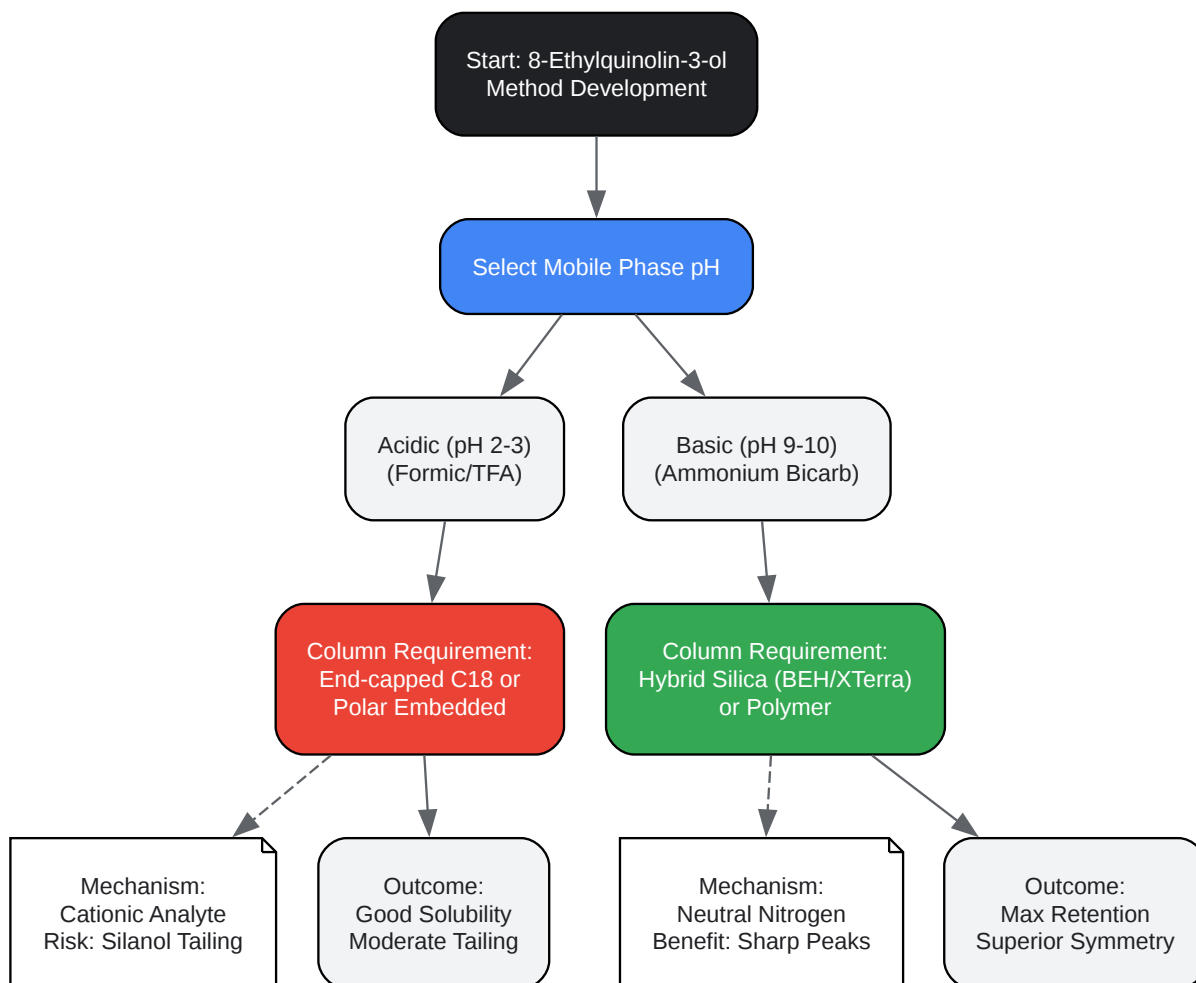 Start: 8-Ethylquinolin-3-ol
Method Development
Select Mobile Phase pH
Acidic (pH 2-3)
(Formic/TFA)
Basic (pH 9-10)
(Ammonium Bicarb)
Column Requirement:
End-capped C18 or
Polar Embedded
Column Requirement:
Hybrid Silica (BEH/XTerra)
or Polymer
Mechanism:
Cationic Analyte
Risk: Silanol Tailing
Outcome:
Good Solubility
Moderate Tailing
Mechanism:
Neutral Nitrogen
Benefit: Sharp Peaks
Outcome:
Max Retention
Superior Symmetry